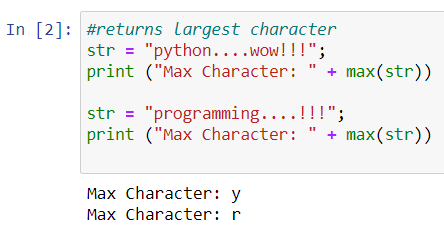 In [2]: #returns largest character
str = "python....wow!!!";
print ("Max Character: " + max(str))
str = "programming....!!!";
print ("Max Character: " + max(str))
Max Character: y
Max Character: r